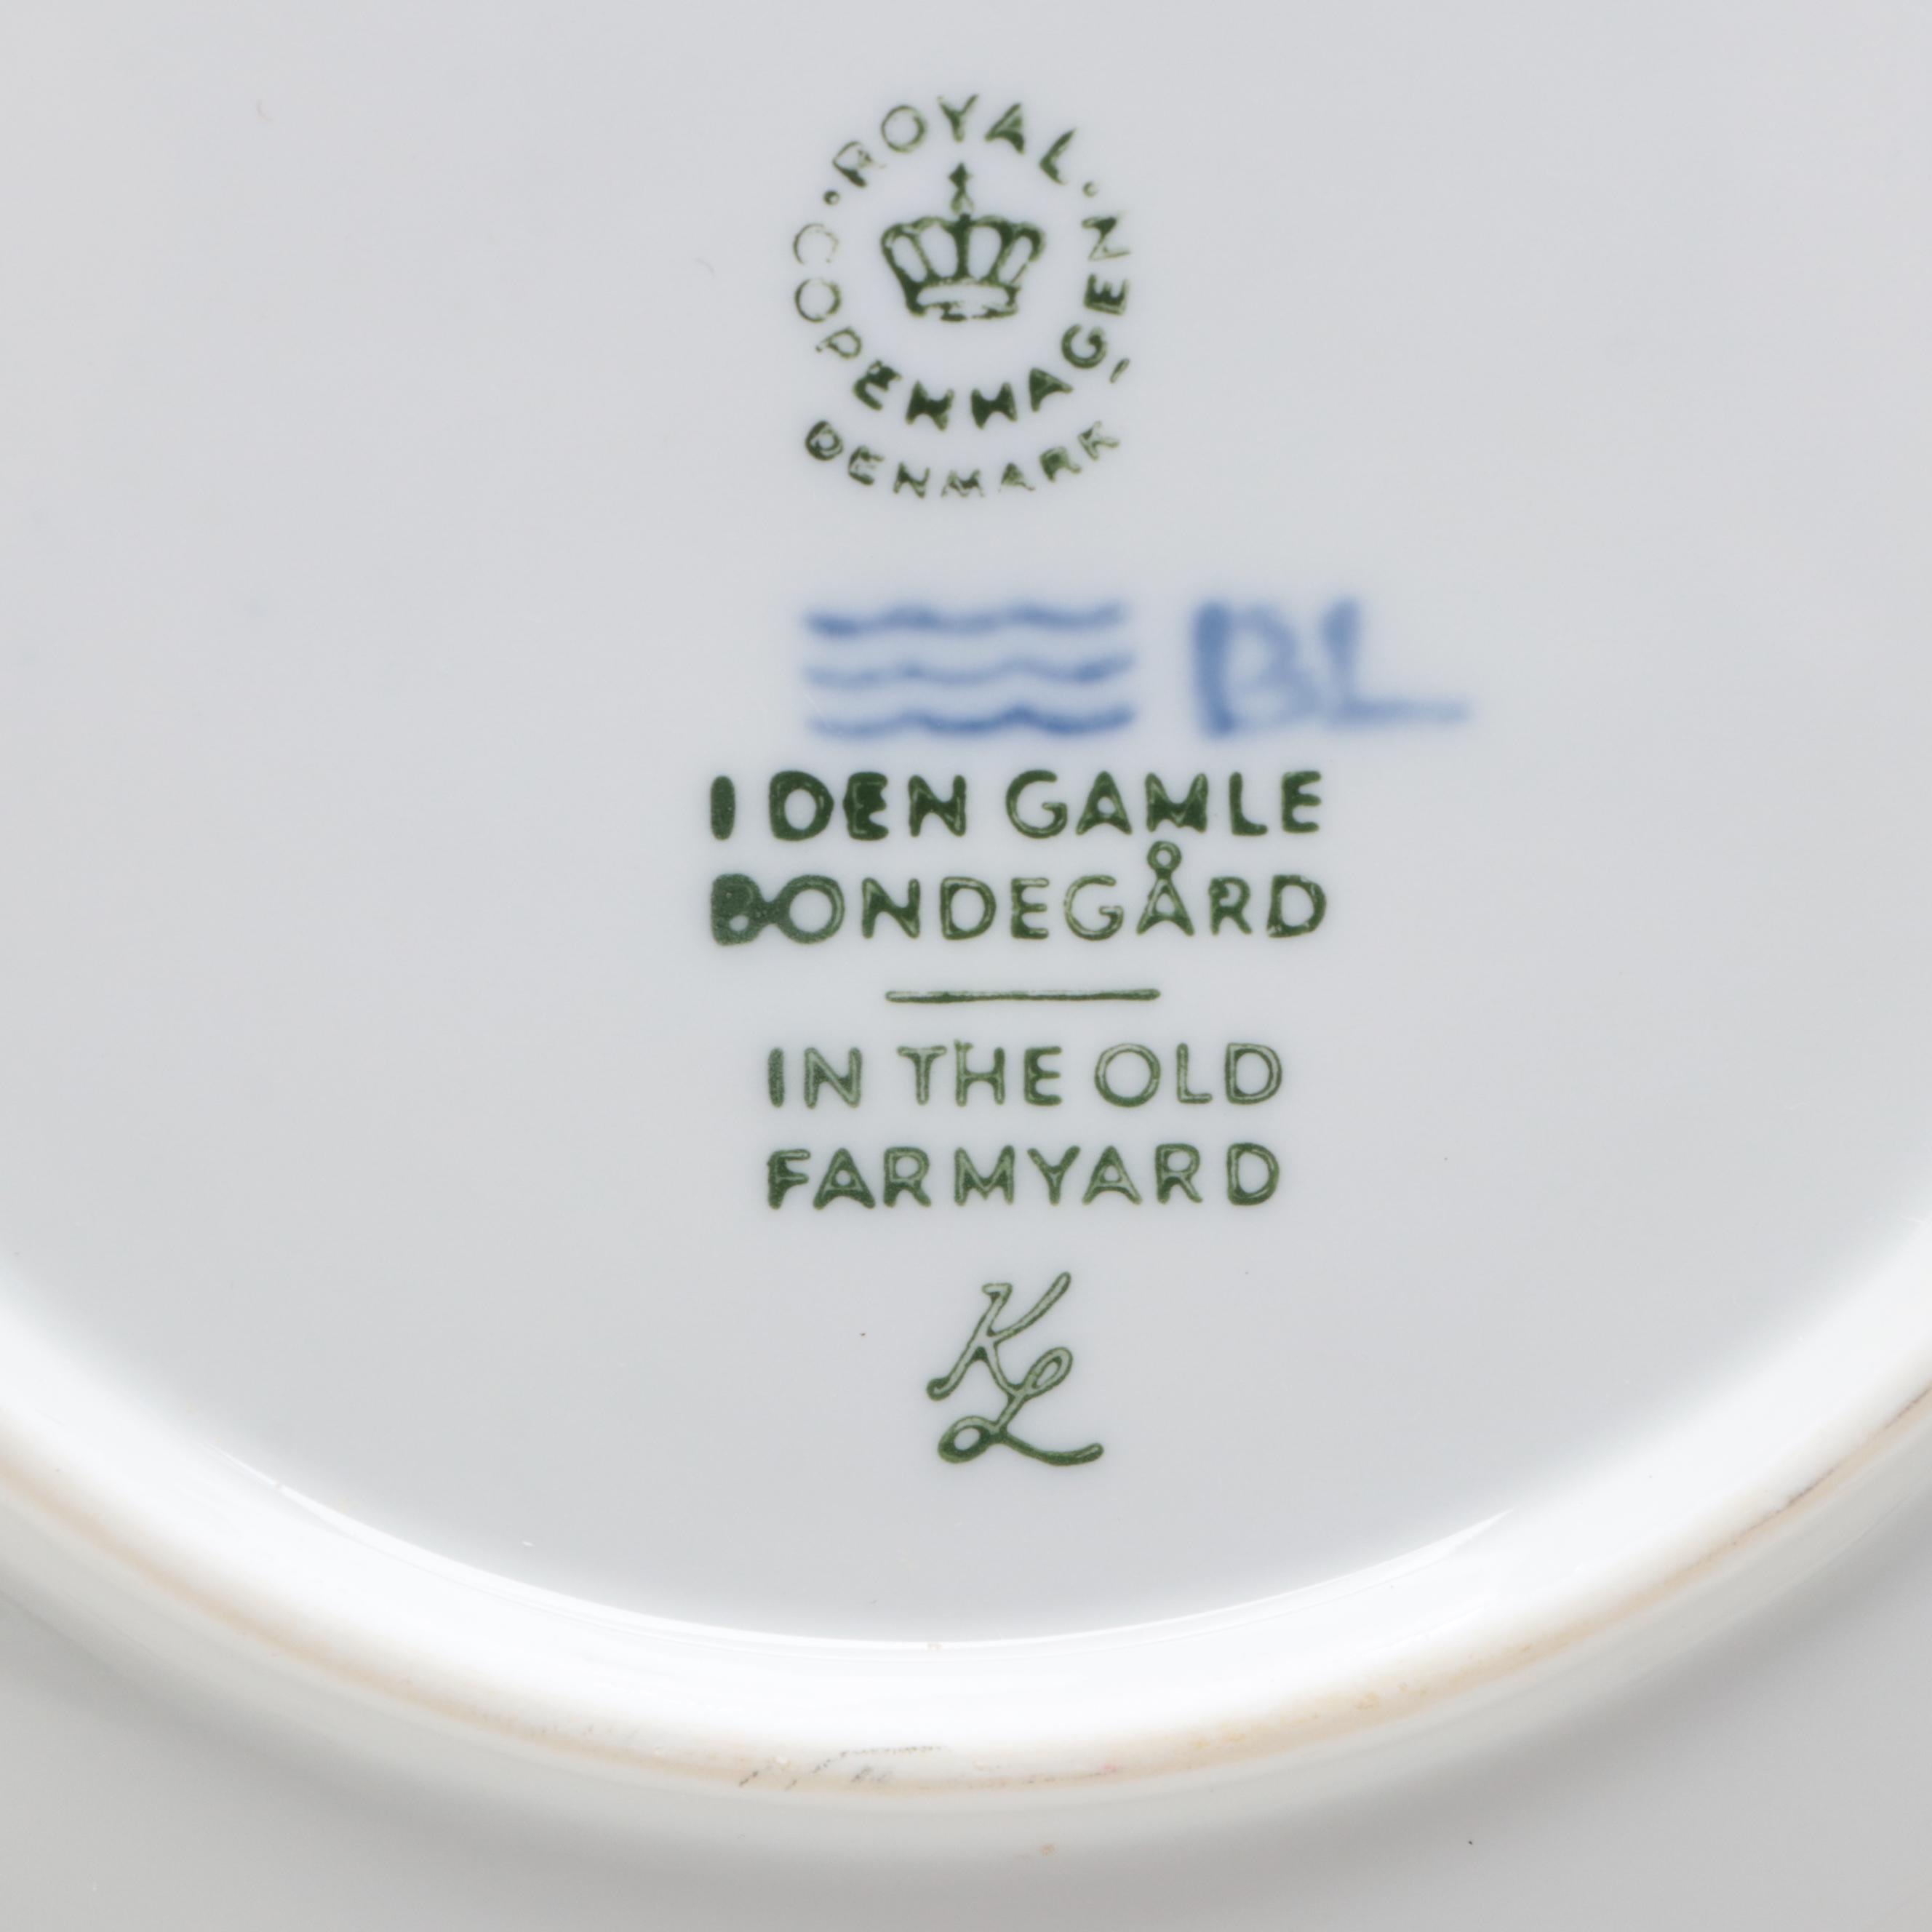 · ROYAL ·
COPENHAGEN
DENMARK
BL
I DEN GAMLE
BONDEGÅRD
IN THE OLD
FARMYARD
KL